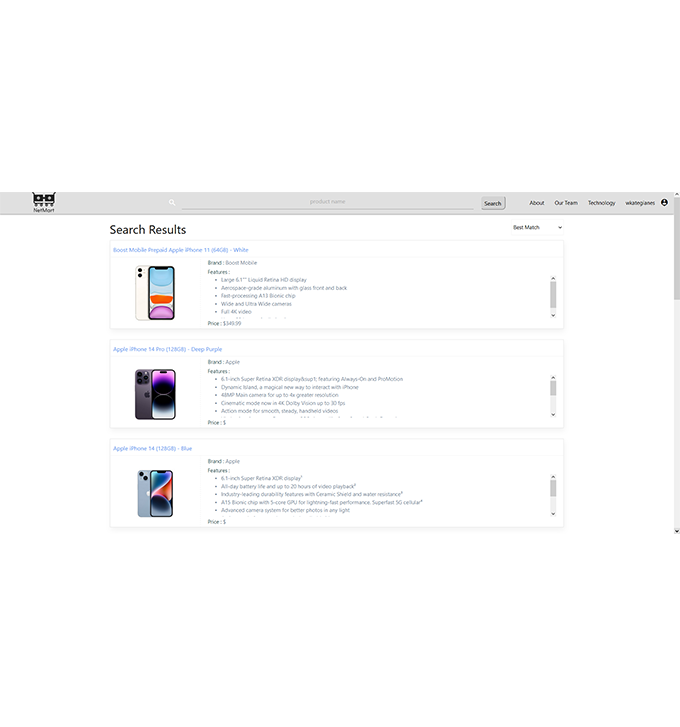 NetMart
product name
Search
About
Our Team
Technology
wkategianes
Search Results
Best Match
Boost Mobile Prepaid Apple iPhone 11 (64GB) - White
Brand : Boost Mobile
Features :
Large 6.1"" Liquid Retina HD display
Aerospace-grade aluminum with glass front and back
Fast-processing A13 Bionic chip
Wide and Ultra Wide cameras
Full 4K video
Price : $349.99
Apple iPhone 14 Pro (128GB) - Deep Purple
Brand : Apple
Features :
6.1-inch Super Retina XDR display&sup1; featuring Always-On and ProMotion
Dynamic Island, a magical new way to interact with iPhone
48MP Main camera for up to 4x greater resolution
Cinematic mode now in 4K Dolby Vision up to 30 fps
Action mode for smooth, steady, handheld videos
Price : $
Apple iPhone 14 (128GB) - Blue
Brand : Apple
Features :
6.1-inch Super Retina XDR display¹
All-day battery life and up to 20 hours of video playback²
Industry-leading durability features with Ceramic Shield and water resistance³
A15 Bionic chip with 5-core GPU for lightning-fast performance. Superfast 5G cellular⁴
Advanced camera system for better photos in any light
Price : $